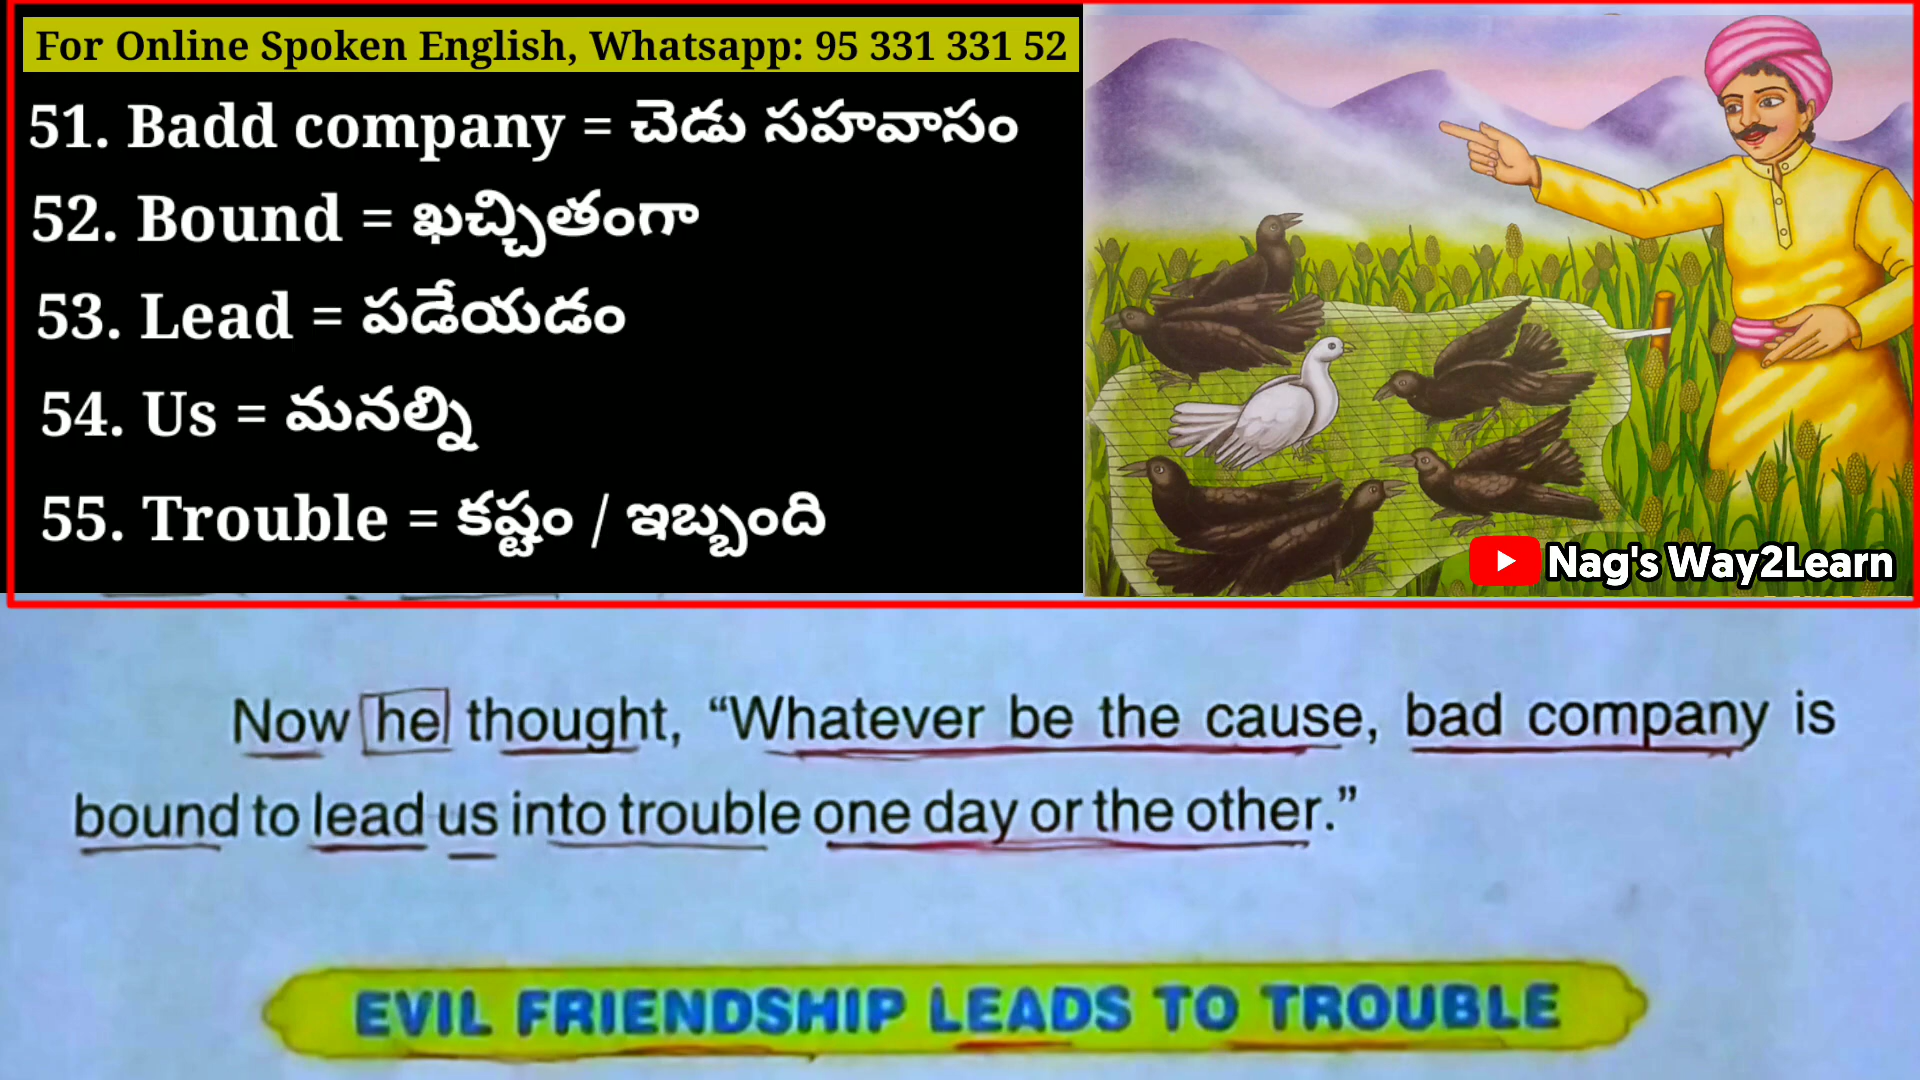 For Online Spoken English, Whatsapp: 95 331 331 52
51. Badd company = చెడు సహవాసం
52. Bound = ఖచ్చితంగా
53. Lead = పడేయడం
54. Us = మనల్ని
55. Trouble = కష్టం / ఇబ్బంది
Nag's Way2Learn
Now he thought, “Whatever be the cause, bad company is
bound to lead us into trouble one day or the other.”
EVIL FRIENDSHIP LEADS TO TROUBLE